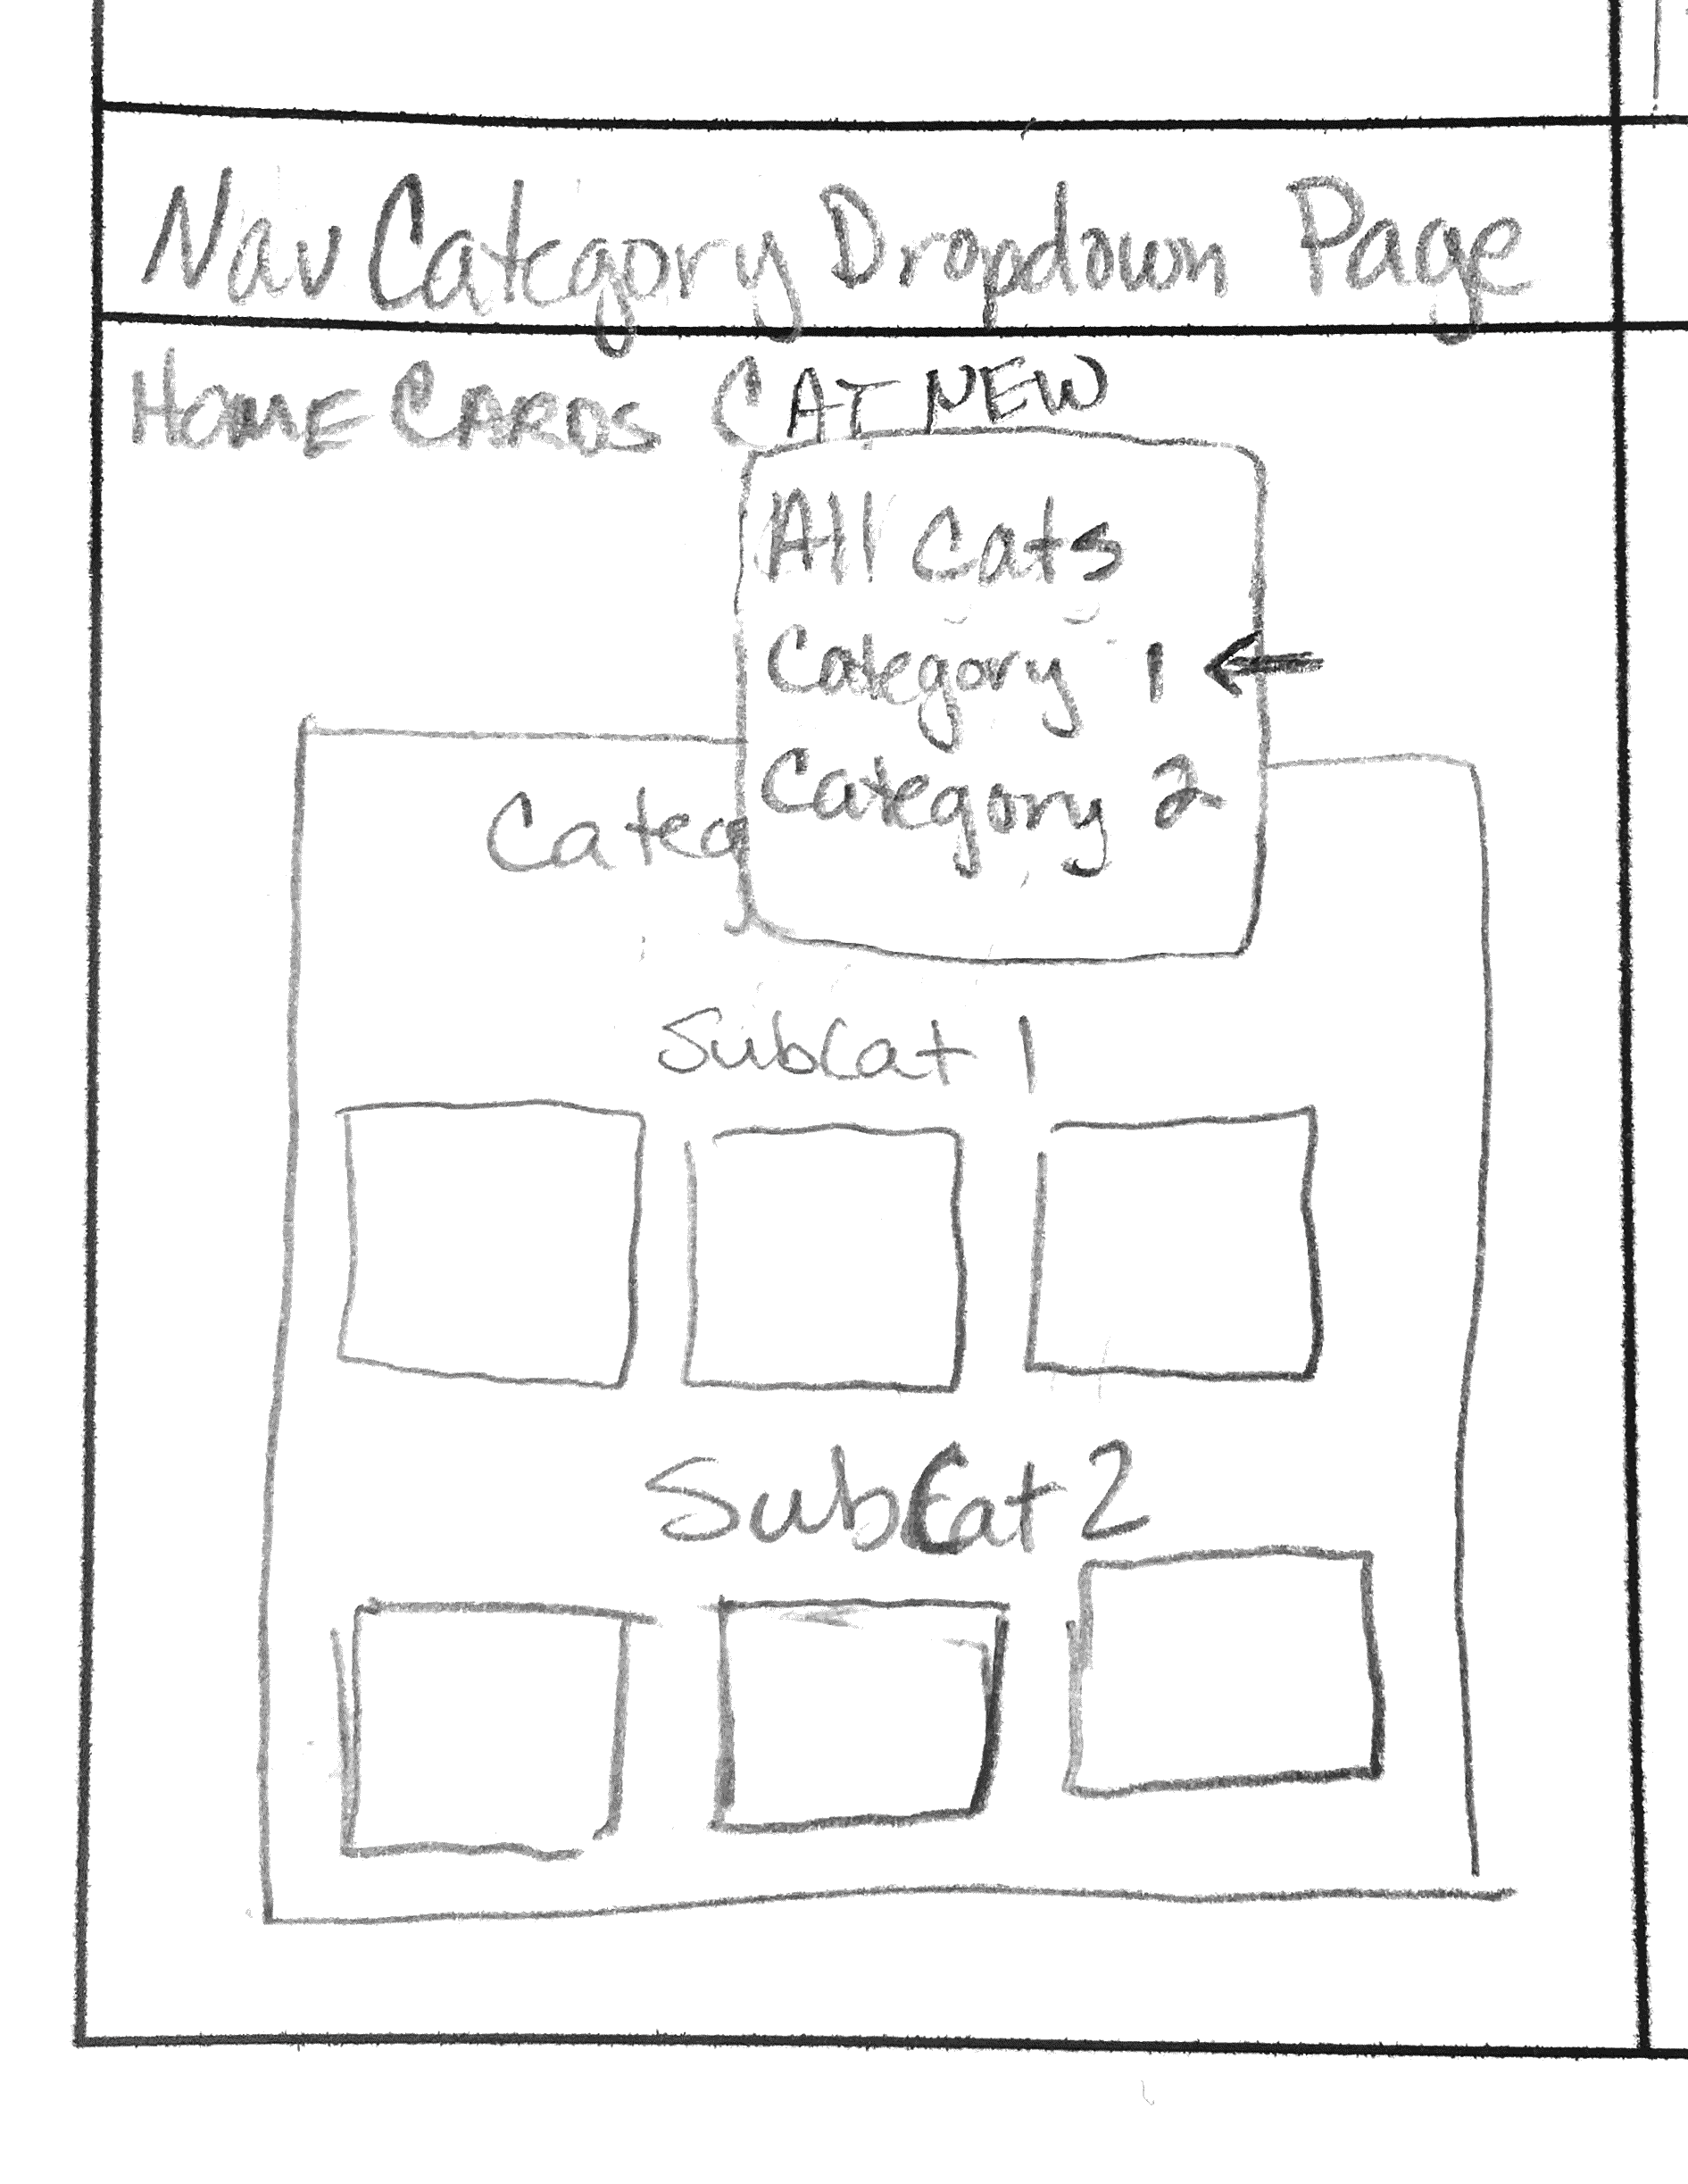 Nav Category Dropdown Page
HOME CARDS CAT NEW
All Cats
Category 1
Category 2
Categ
SubCat 1
SubCat 2